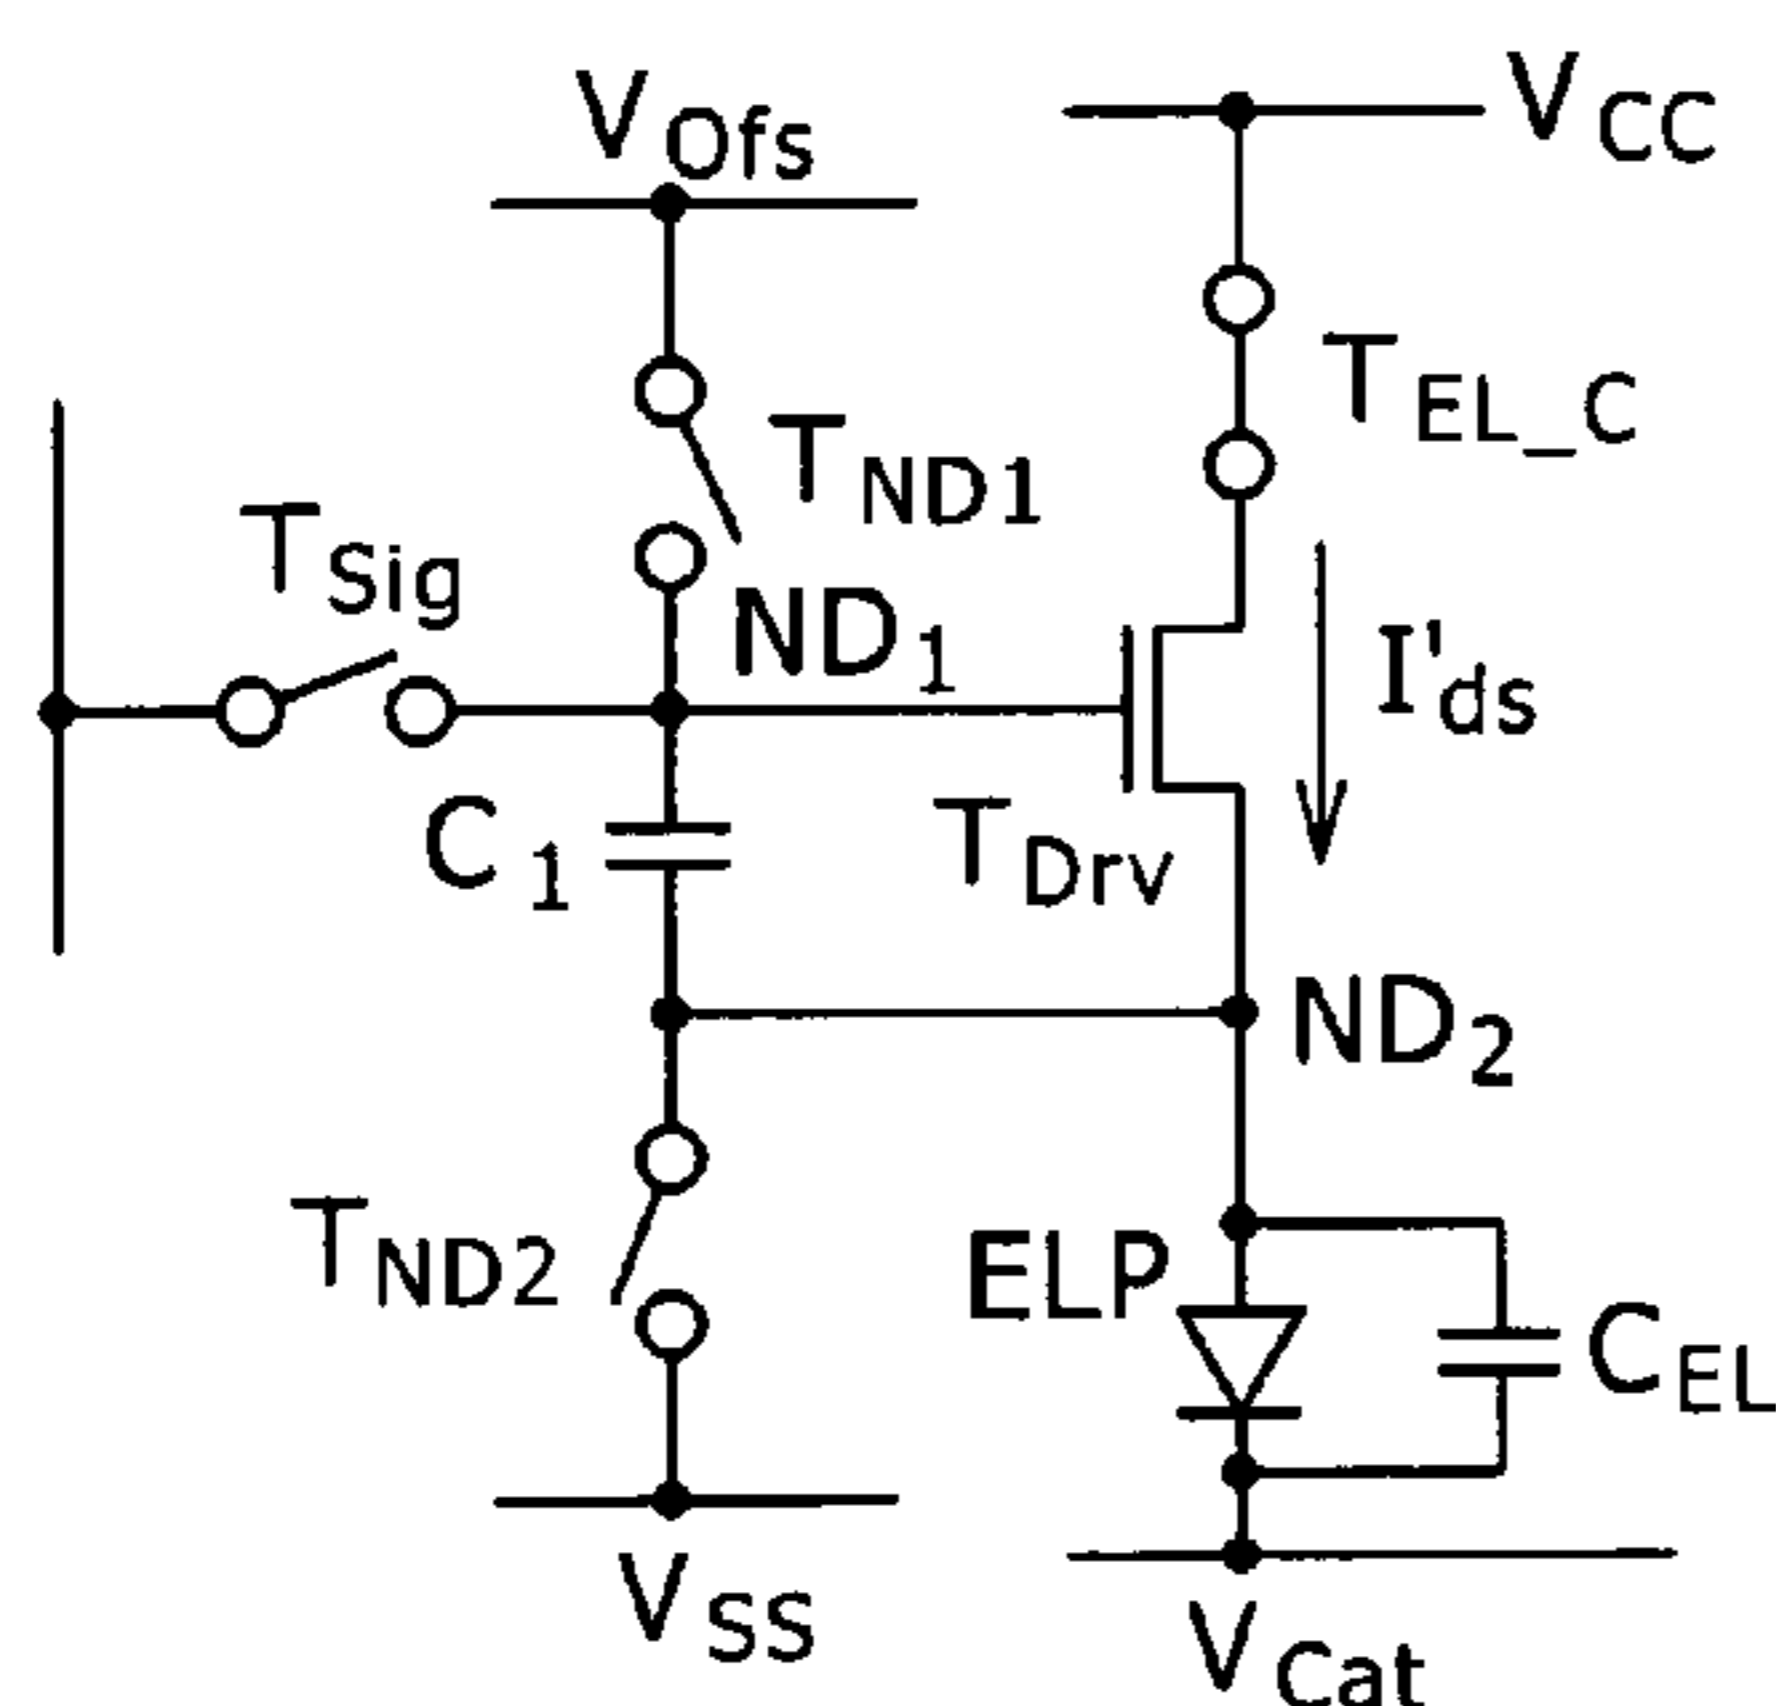 V_Ofs
V_CC
T_EL_C
T_ND1
T_Sig
ND_1
I'_ds
C_1
T_Drv
ND_2
T_ND2
ELP
C_EL
V_SS
V_Cat